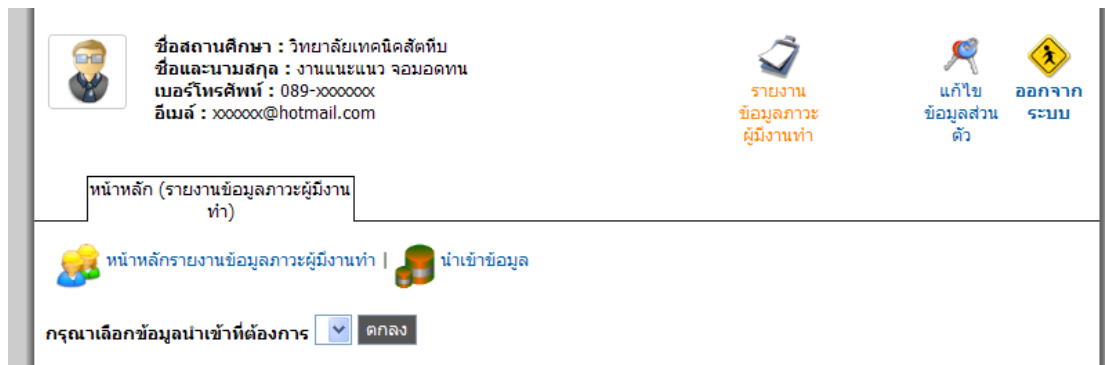 ชื่อสถานศึกษา : วิทยาลัยเทคนิคสัตหีบ
ชื่อและนามสกุล : งานแนะแนว จอมอดทน
เบอร์โทรศัพท์ : 089-xxxxxxx
อีเมล์ : xxxxxx@hotmail.com
รายงาน
ข้อมูลภาวะ
ผู้มีงานทำ
แก้ไข
ข้อมูลส่วน
ตัว
ออกจาก
ระบบ
หน้าหลัก (รายงานข้อมูลภาวะผู้มีงาน
ทำ)
หน้าหลักรายงานข้อมูลภาวะผู้มีงานทำ | นำเข้าข้อมูล
กรุณาเลือกข้อมูลนำเข้าที่ต้องการ ตกลง